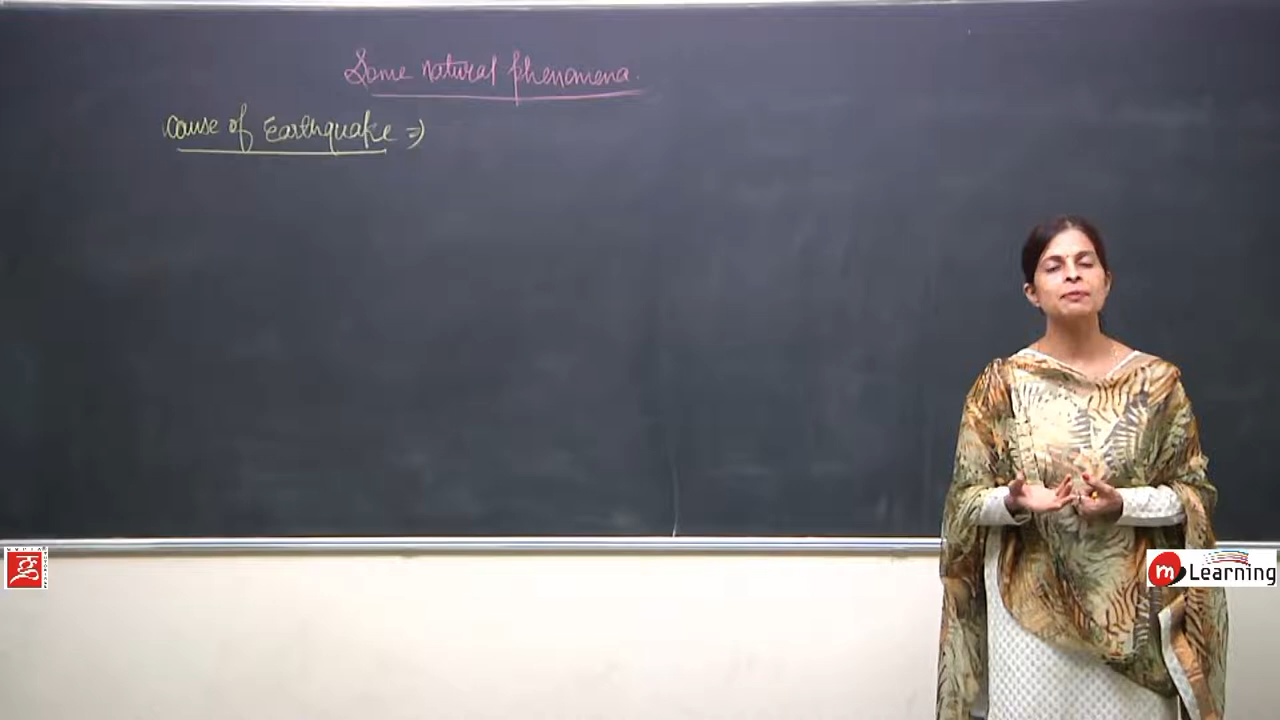 Some natural phenomena.
Cause of Earthquake =>
g
m Learning